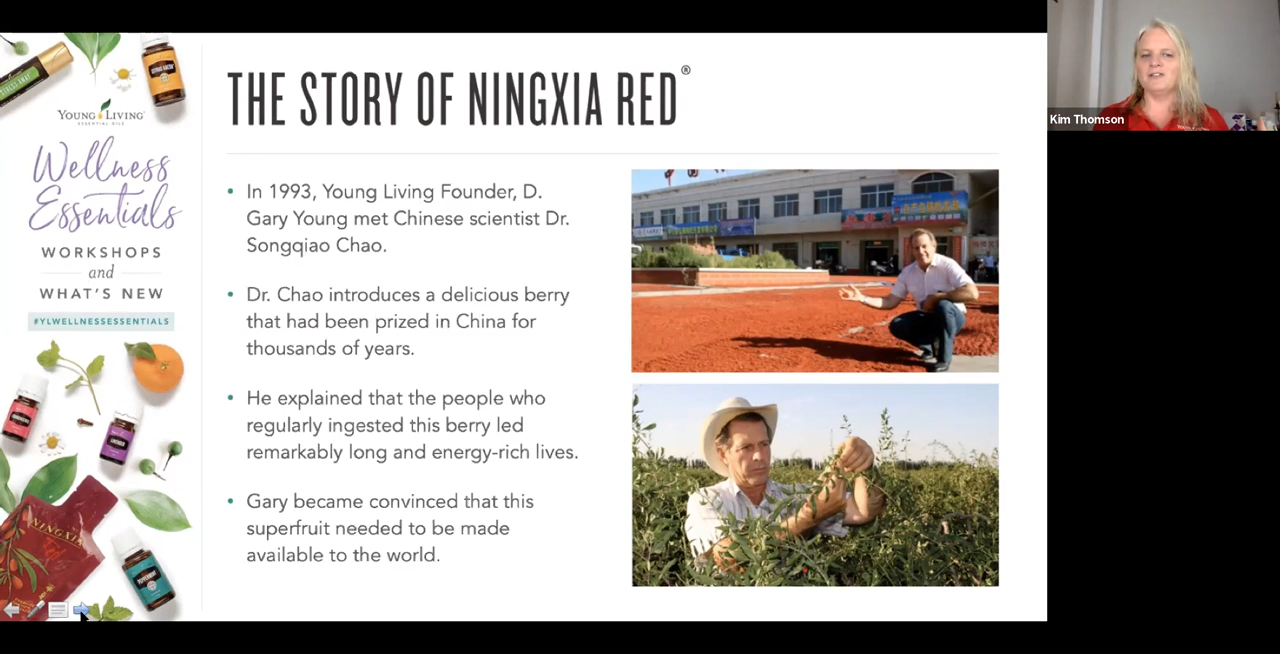 THE STORY OF NINGXIA RED®
YOUNG LIVING
ESSENTIAL OILS
Wellness
Essentials
WORKSHOPS
and
WHAT'S NEW
#YLWELLNESSESSENTIALS
• In 1993, Young Living Founder, D.
Gary Young met Chinese scientist Dr.
Songqiao Chao.
• Dr. Chao introduces a delicious berry
that had been prized in China for
thousands of years.
• He explained that the people who
regularly ingested this berry led
remarkably long and energy-rich lives.
• Gary became convinced that this
superfruit needed to be made
available to the world.
Kim Thomson
LAVENDER
NINGXIA
Red
PEPPERMINT